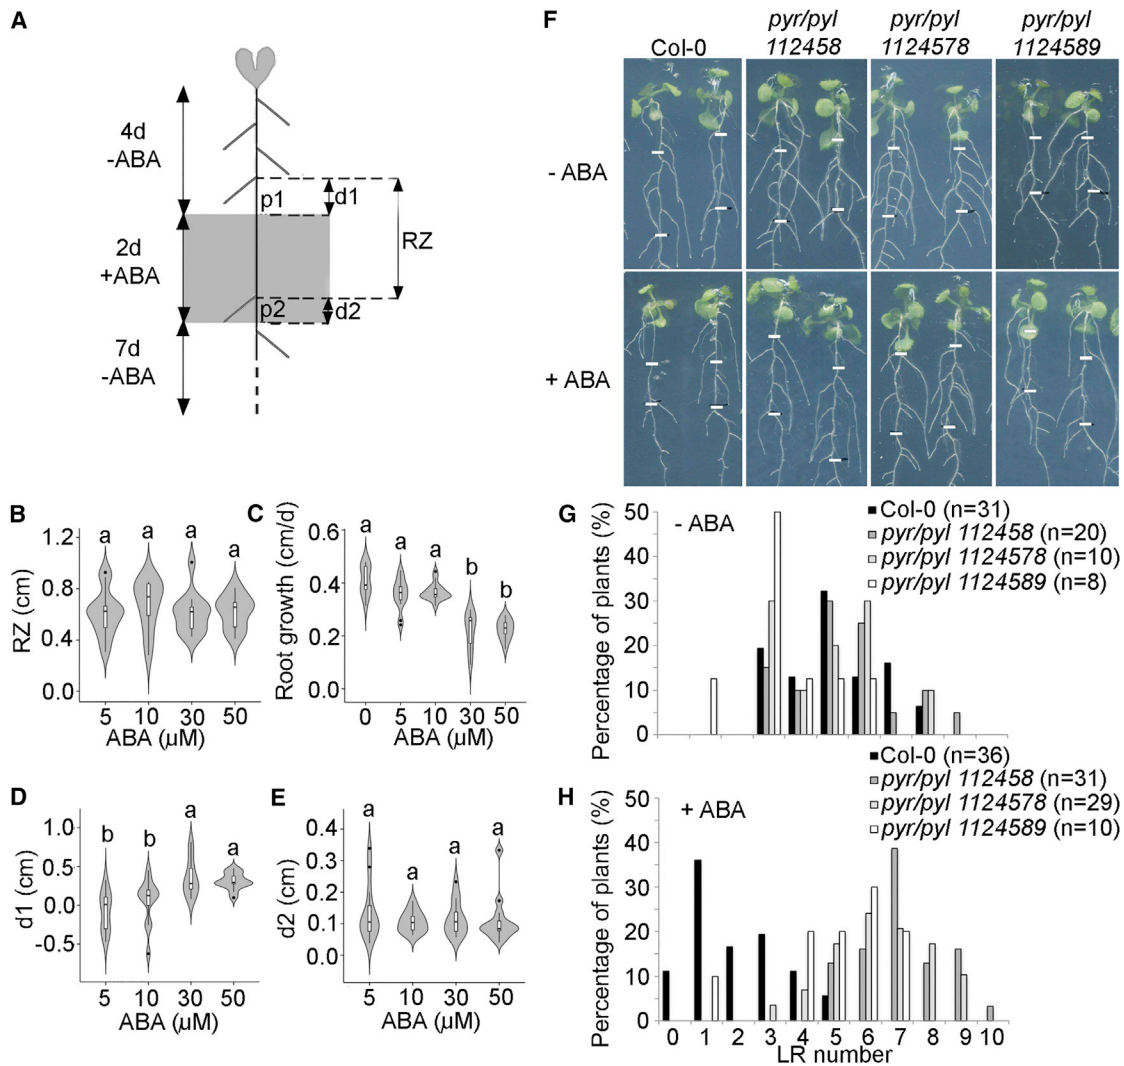 A
4d
-ABA
2d
+ABA
7d
-ABA
p1
d1
RZ
p2
d2
B
RZ (cm)
1.2
0.8
0.4
0.0
a
a
a
a
5
10
30
50
ABA (µM)
C
Root growth (cm/d)
0.6
0.4
0.2
0.0
a
a
a
b
b
0
5
10
30
50
ABA (µM)
D
d1 (cm)
1.0
0.5
0.0
-0.5
b
b
a
a
5
10
30
50
ABA (µM)
E
d2 (cm)
0.4
0.3
0.2
0.1
0.0
a
a
a
a
5
10
30
50
ABA (µM)
F
Col-0
pyr/pyl
112458
pyr/pyl
1124578
pyr/pyl
1124589
- ABA
+ ABA
G
- ABA
Percentage of plants (%)
50
40
30
20
10
0
Col-0 (n=31)
pyr/pyl 112458 (n=20)
pyr/pyl 1124578 (n=10)
pyr/pyl 1124589 (n=8)
H
+ ABA
Percentage of plants (%)
50
40
30
20
10
0
Col-0 (n=36)
pyr/pyl 112458 (n=31)
pyr/pyl 1124578 (n=29)
pyr/pyl 1124589 (n=10)
0 1 2 3 4 5 6 7 8 9 10
LR number